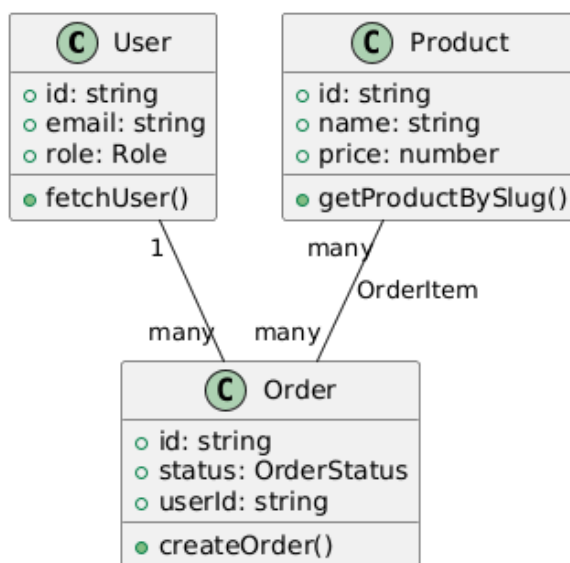 C User
id: string
email: string
role: Role
fetchUser()
C Product
id: string
name: string
price: number
getProductBySlug()
1
many
OrderItem
many
many
C Order
id: string
status: OrderStatus
userId: string
createOrder()